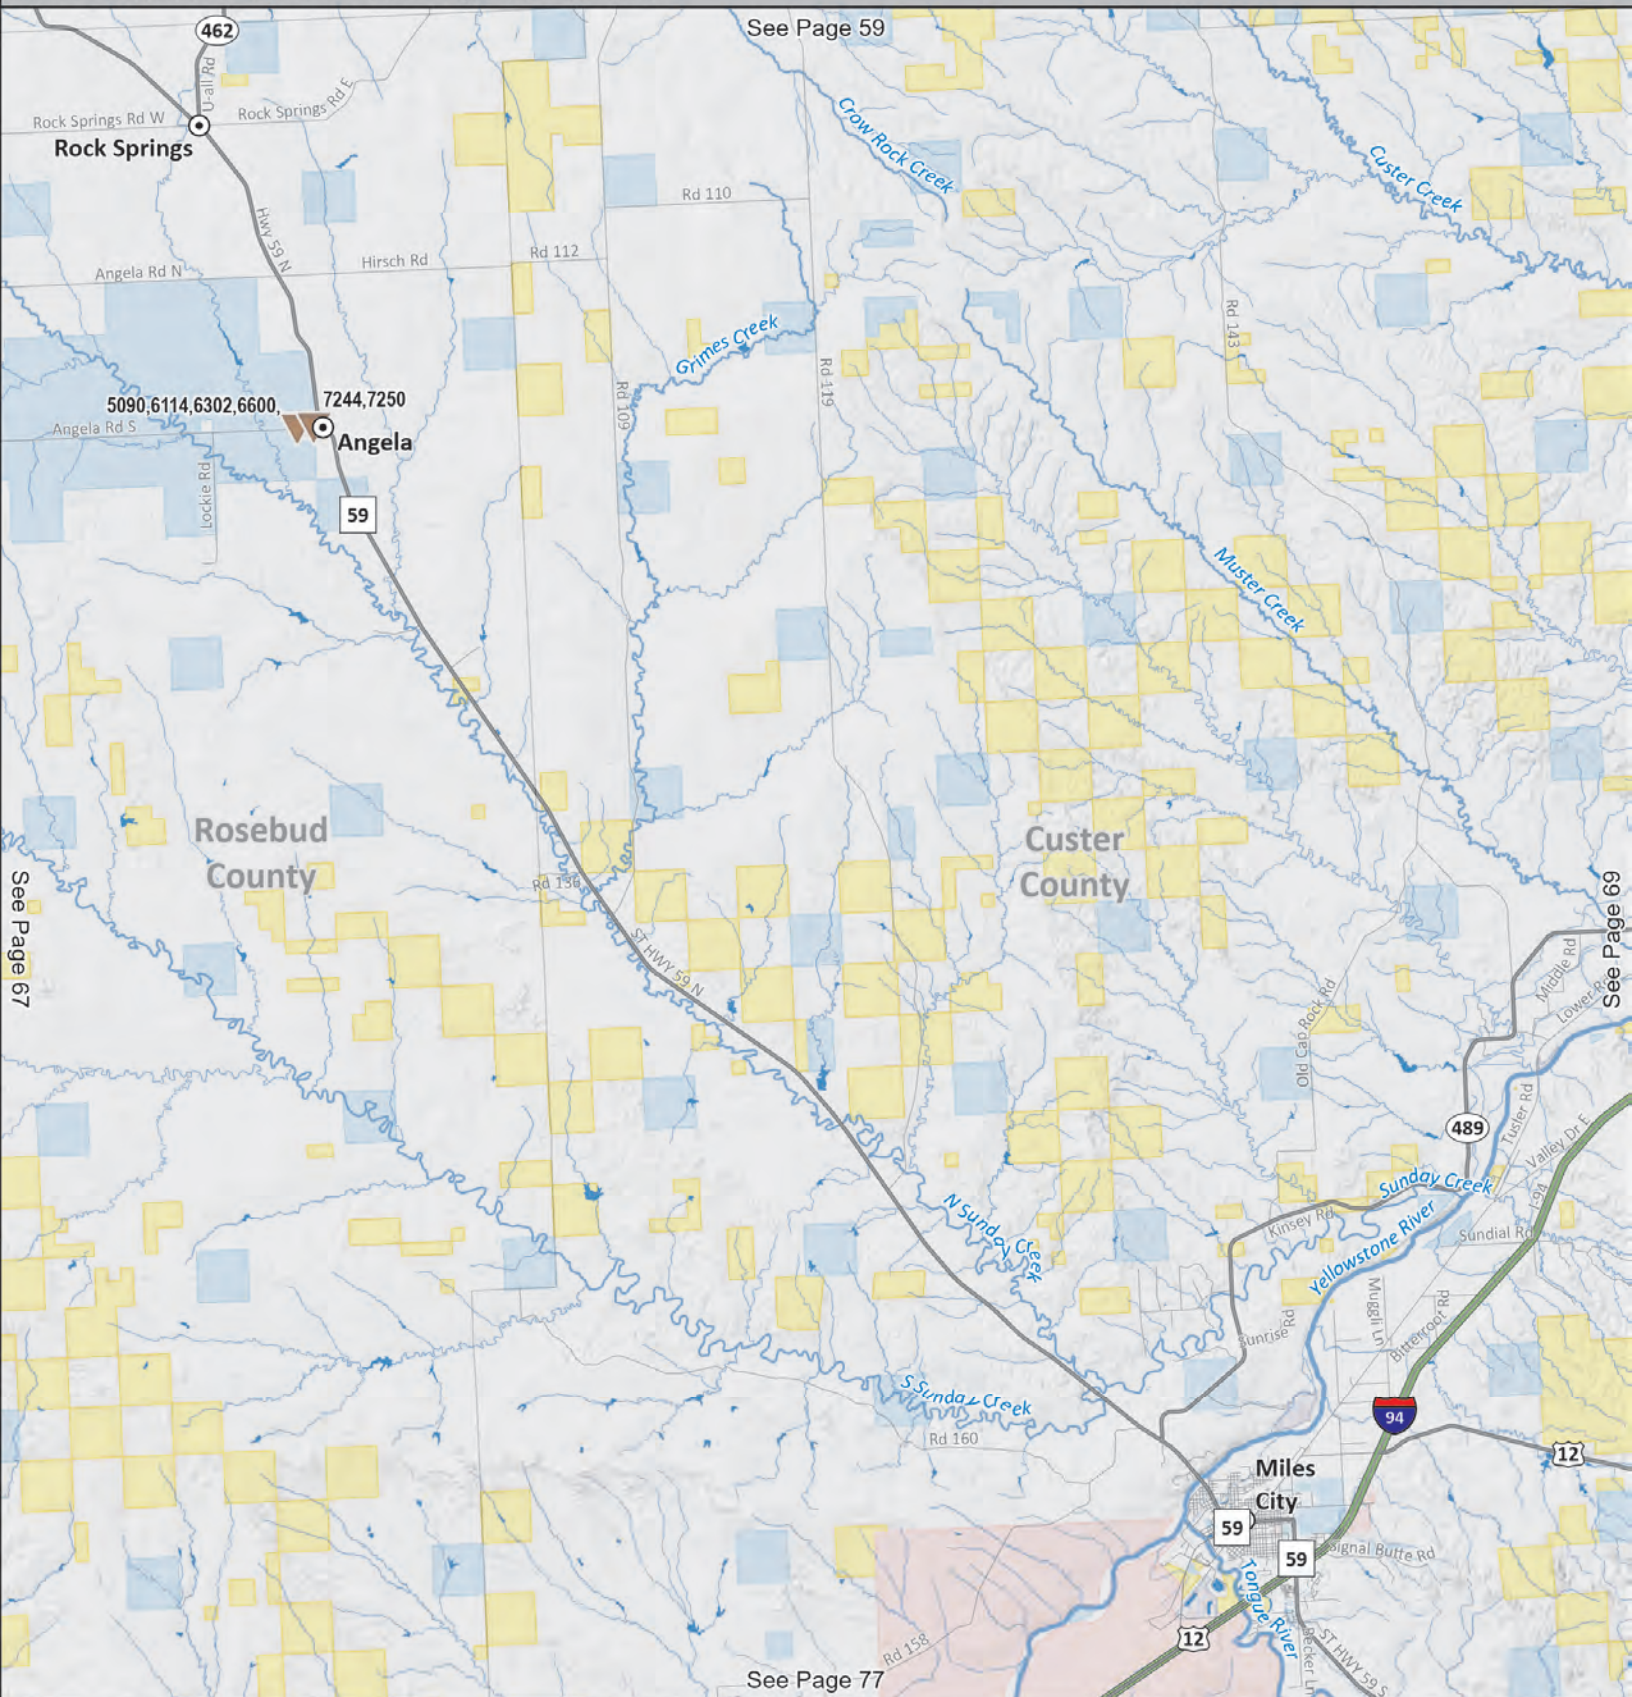 See Page 59
462
U-all Rd
Rock Springs Rd W
Rock Springs Rd E
Rock Springs
Crow Rock Creek
Custer Creek
Rd 110
Hwy 59 N
Rd 112
Hirsch Rd
Angela Rd N
Rd 143
Grimes Creek
Rd 119
Rd 109
5090,6114,6302,6600,
7244,7250
Angela Rd S
Angela
Lockie Rd
59
Muster Creek
Rosebud
County
Custer
County
Rd 136
See Page 67
See Page 69
ST HWY 59 N
Middle Rd
Old Cap Rock Rd
489
Tusler Rd
Valley Dr E
Sunday Creek
I-94
N Sunday Creek
Kinsey Rd
Yellowstone River
Sundial Rd
Muggli Ln
Sunrise Rd
Bitterroot Rd
S Sunday Creek
94
Rd 160
12
Miles
City
59
59
Signal Butte Rd
Tongue River
12
Rd 158
ST HWY 59 S
Becker Ln
See Page 77